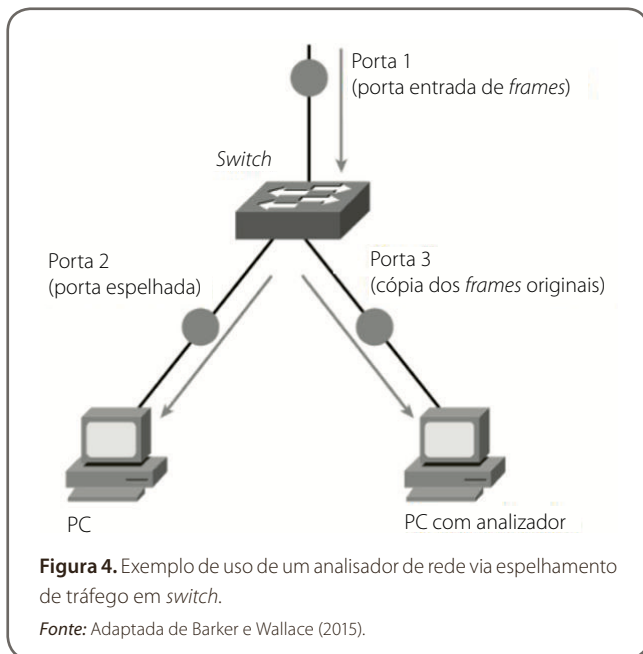 Porta 1
(porta entrada de frames)
Switch
Porta 2
(porta espelhada)
Porta 3
(cópia dos frames originais)
PC
PC com analizador
Figura 4. Exemplo de uso de um analisador de rede via espelhamento
de tráfego em switch.
Fonte: Adaptada de Barker e Wallace (2015).